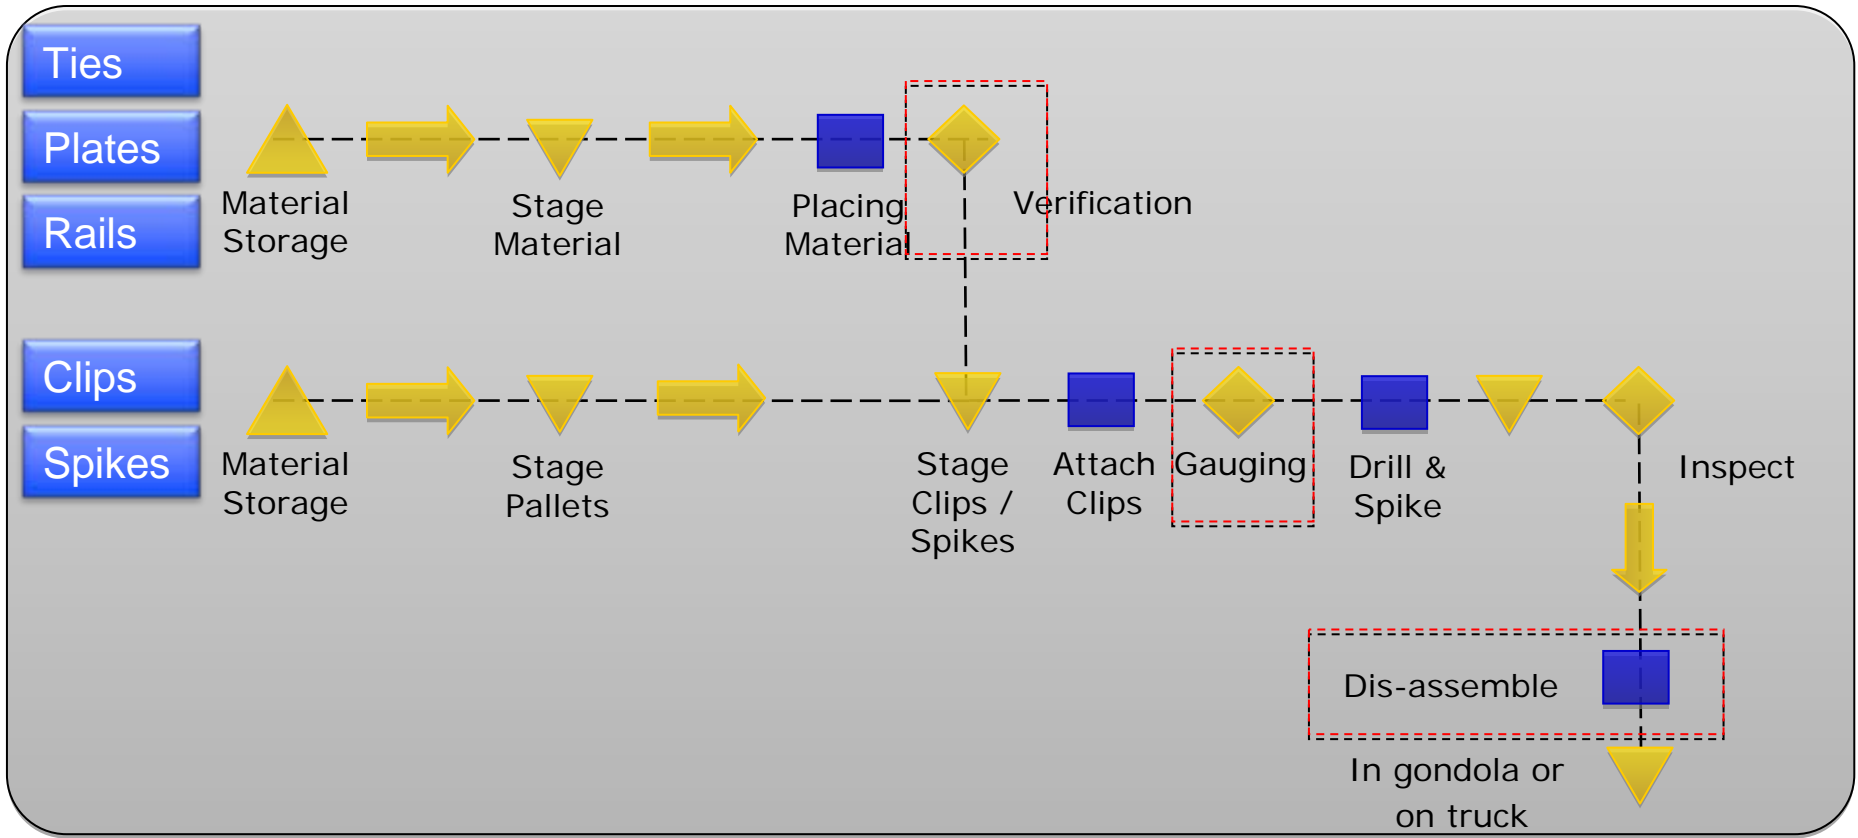 Ties
Plates
Rails
Material
Storage
Stage
Material
Placing
Material
Verification
Clips
Spikes
Material
Storage
Stage
Pallets
Stage
Clips /
Spikes
Attach
Clips
Gauging
Drill &
Spike
Inspect
Dis-assemble
In gondola or
on truck